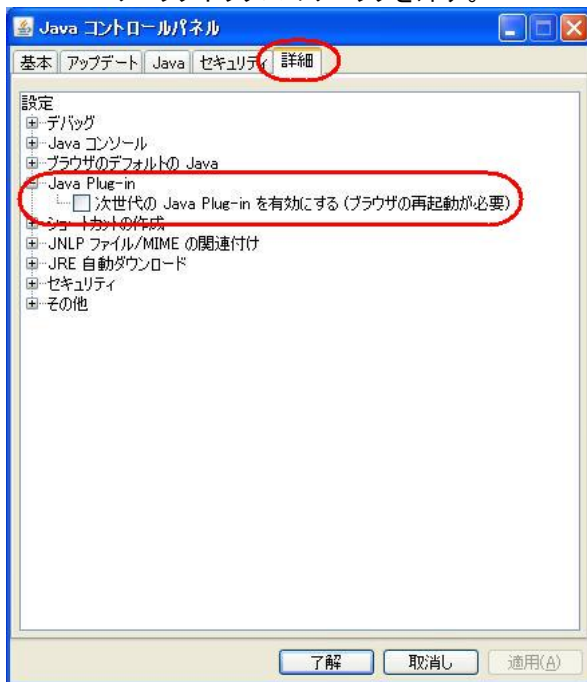 Java コントロールパネル
基本 アップデート Java セキュリティ 詳細
設定
デバッグ
Java コンソール
ブラウザのデフォルトの Java
Java Plug-in
次世代の Java Plug-in を有効にする (ブラウザの再起動が必要)
ショートカットの作成
JNLP ファイル/MIME の関連付け
JRE 自動ダウンロード
セキュリティ
その他
了解 取消し 適用(A)